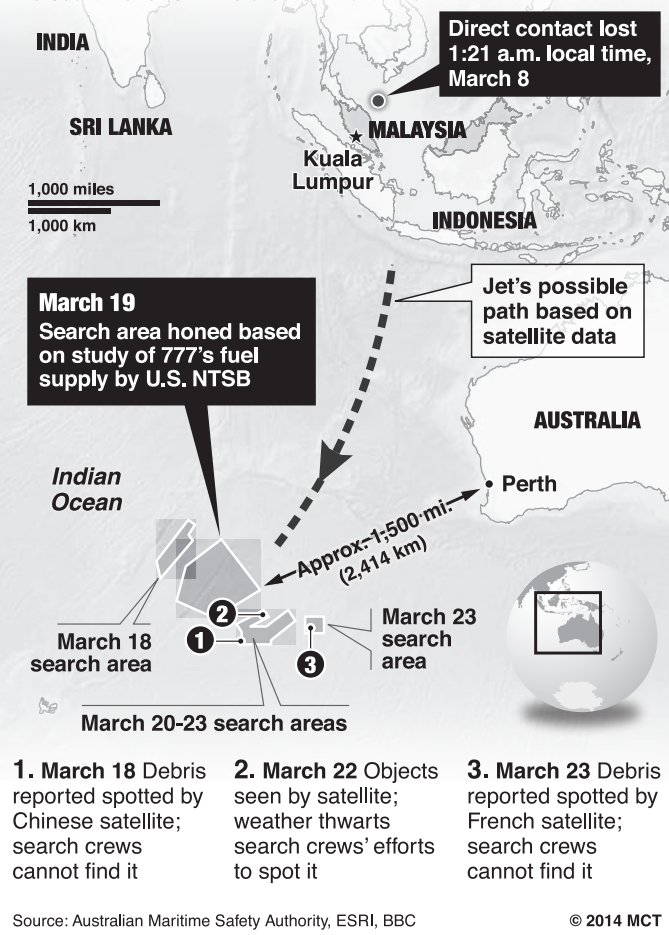 INDIA
Direct contact lost
1:21 a.m. local time,
March 8
SRI LANKA
MALAYSIA
Kuala
Lumpur
1,000 miles
1,000 km
INDONESIA
March 19
Search area honed based
on study of 777's fuel
supply by U.S. NTSB
Jet's possible
path based on
satellite data
AUSTRALIA
Indian
Ocean
Perth
Approx. 1,500 mi.
(2,414 km)
March 18
search area
2
1
3
March 23
search
area
March 20-23 search areas
1. March 18 Debris
reported spotted by
Chinese satellite;
search crews
cannot find it
2. March 22 Objects
seen by satellite;
weather thwarts
search crews' efforts
to spot it
3. March 23 Debris
reported spotted by
French satellite;
search crews
cannot find it
Source: Australian Maritime Safety Authority, ESRI, BBC
© 2014 MCT